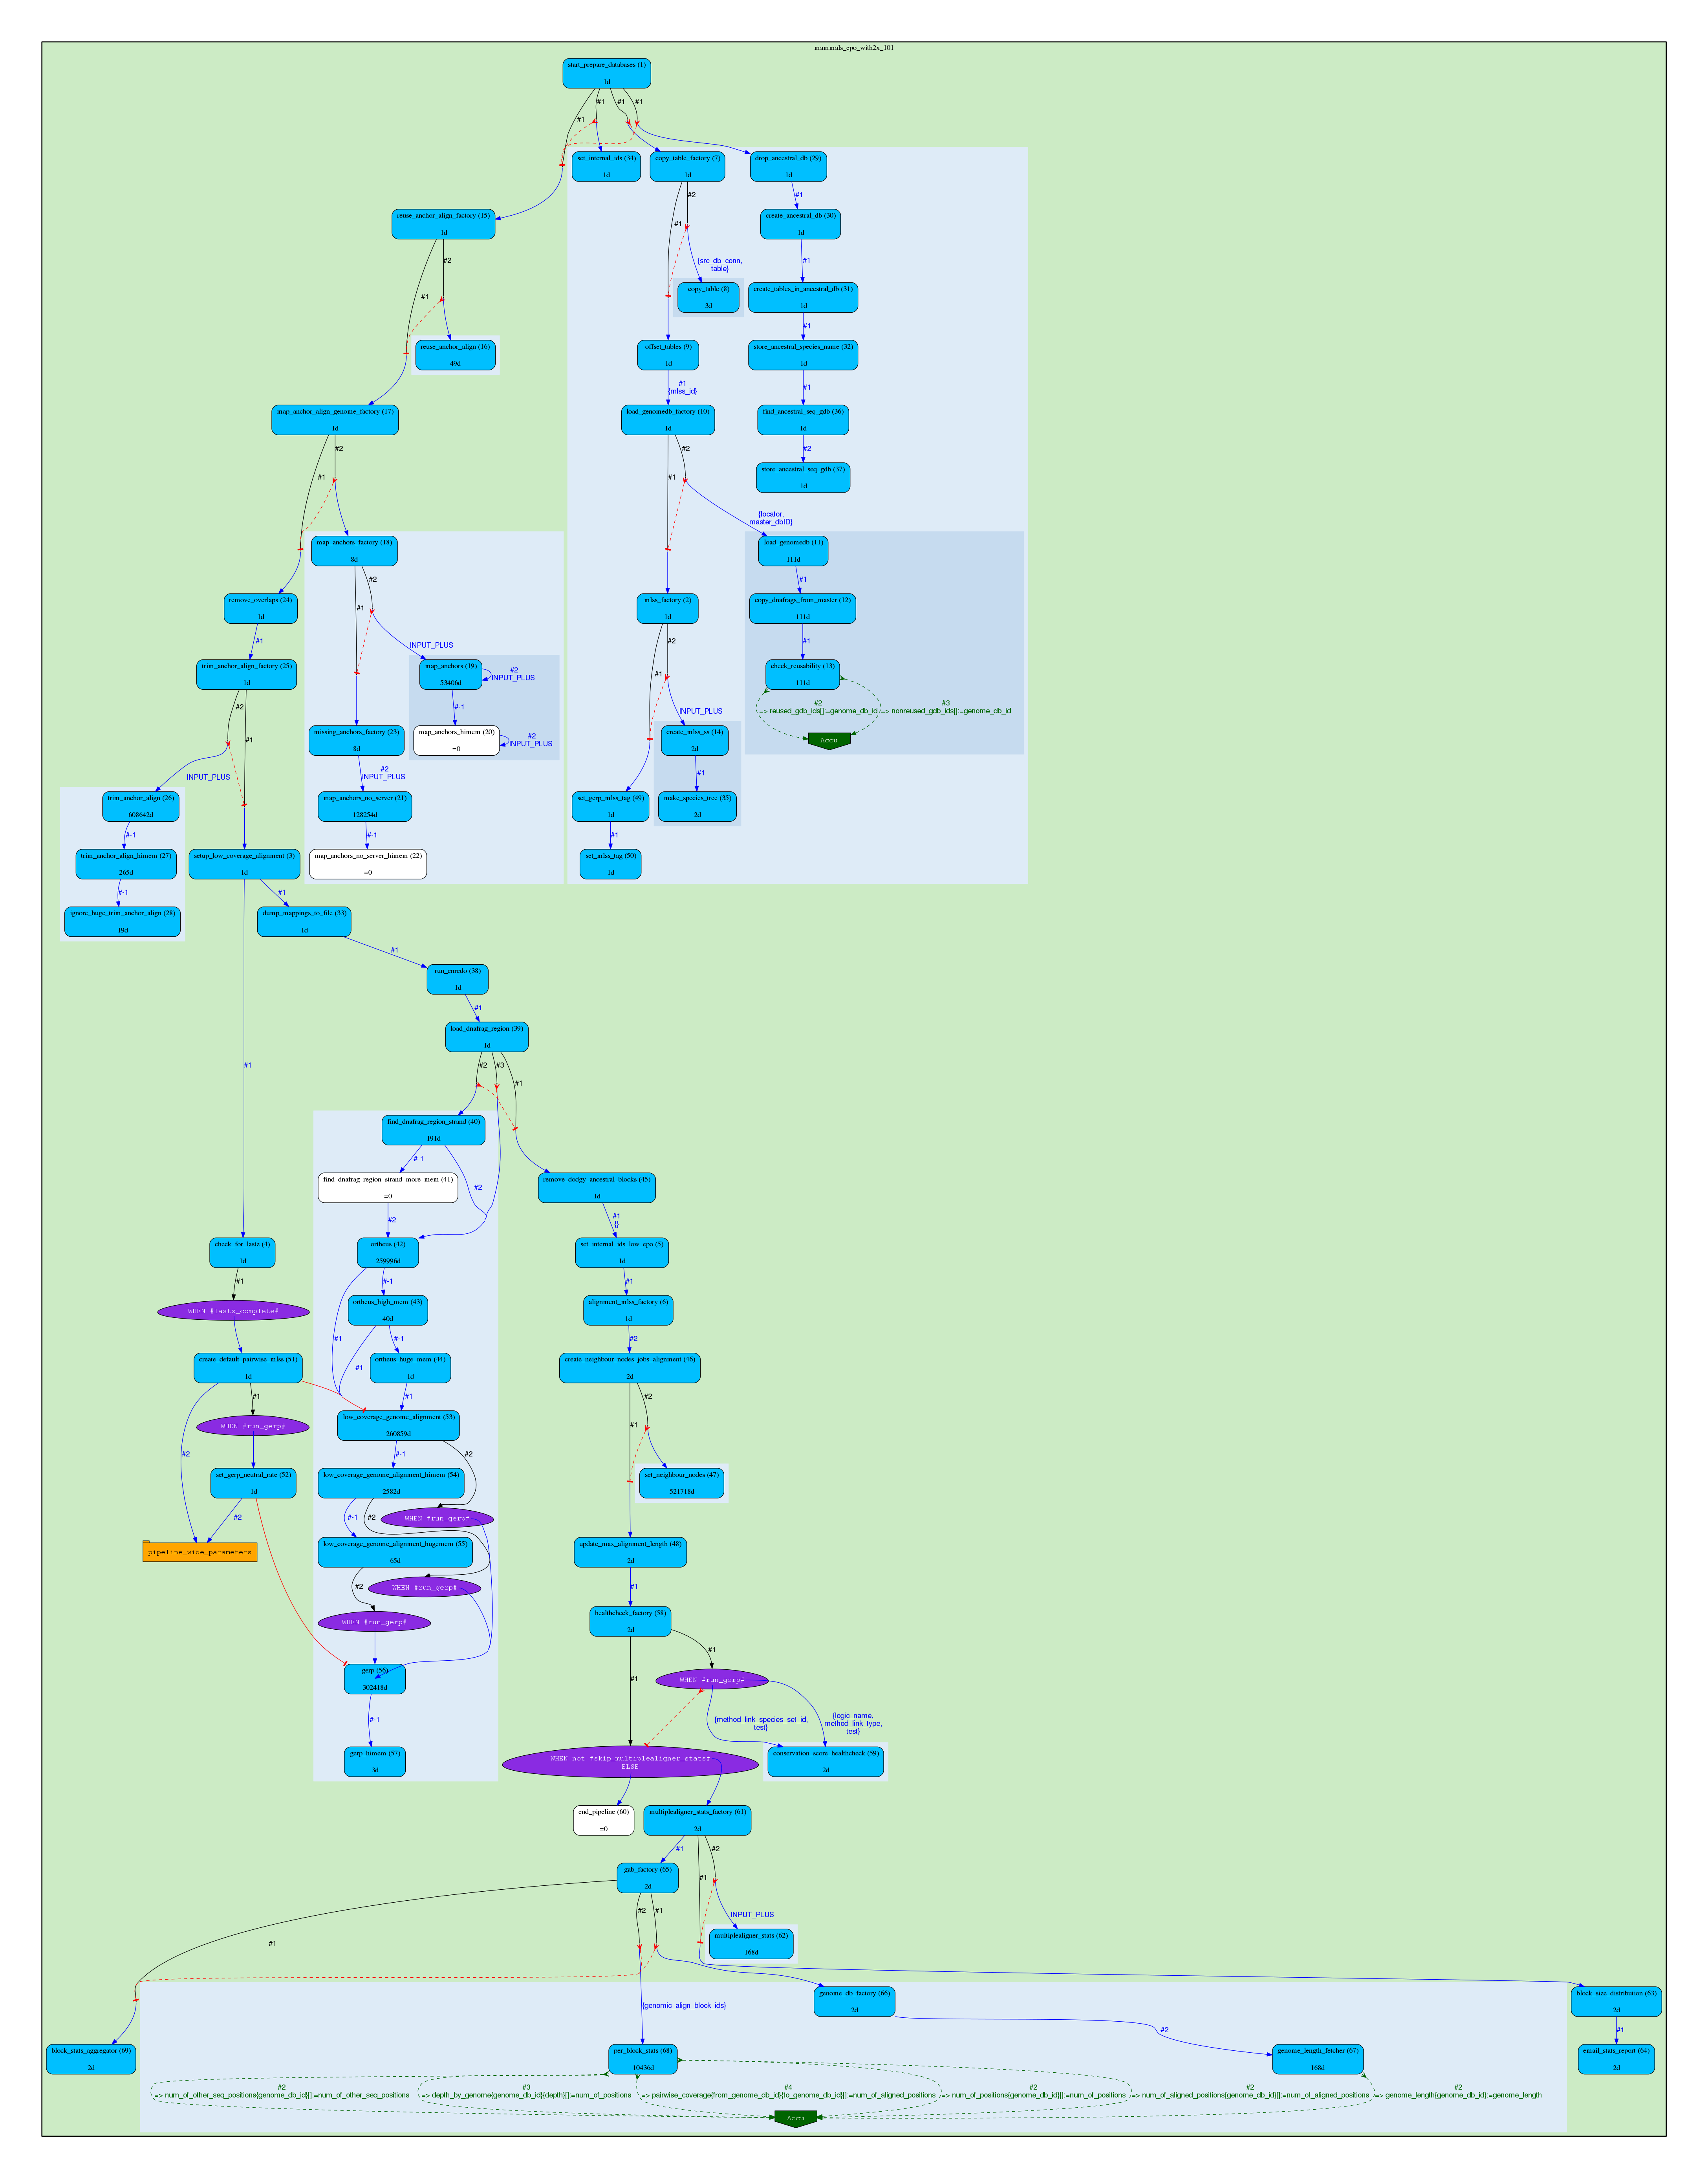 mammals_epo_with2x_101
start_prepare_databases (1)
1d
#1
#1
#1
#1
set_internal_ids (34)
1d
copy_table_factory (7)
1d
drop_ancestral_db (29)
1d
#2
#1
#1
reuse_anchor_align_factory (15)
1d
create_ancestral_db (30)
1d
#2
#1
{src_db_conn,
table}
#1
copy_table (8)
3d
create_tables_in_ancestral_db (31)
1d
#1
reuse_anchor_align (16)
49d
offset_tables (9)
1d
store_ancestral_species_name (32)
1d
#1
{mlss_id}
#1
map_anchor_align_genome_factory (17)
1d
load_genomedb_factory (10)
1d
find_ancestral_seq_gdb (36)
1d
#2
#2
#2
#1
#1
store_ancestral_seq_gdb (37)
1d
{locator,
master_dbID}
map_anchors_factory (18)
8d
load_genomedb (11)
111d
#2
#1
#1
remove_overlaps (24)
1d
mlss_factory (2)
1d
copy_dnafrags_from_master (12)
111d
#1
INPUT_PLUS
#2
#1
trim_anchor_align_factory (25)
1d
map_anchors (19)
53406d
#2
INPUT_PLUS
#1
check_reusability (13)
111d
#2
=> reused_gdb_ids[]:=genome_db_id
#3
=> nonreused_gdb_ids[]:=genome_db_id
#2
#-1
INPUT_PLUS
#1
missing_anchors_factory (23)
8d
map_anchors_himem (20)
=0
#2
INPUT_PLUS
create_mlss_ss (14)
2d
Accu
INPUT_PLUS
#2
INPUT_PLUS
#1
trim_anchor_align (26)
608642d
map_anchors_no_server (21)
128254d
set_gerp_mlss_tag (49)
1d
make_species_tree (35)
2d
#-1
#-1
#1
trim_anchor_align_himem (27)
265d
setup_low_coverage_alignment (3)
1d
map_anchors_no_server_himem (22)
=0
set_mlss_tag (50)
1d
#-1
#1
ignore_huge_trim_anchor_align (28)
19d
dump_mappings_to_file (33)
1d
#1
run_enredo (38)
1d
#1
load_dnafrag_region (39)
1d
#1
#2
#3
#1
find_dnafrag_region_strand (40)
191d
#-1
find_dnafrag_region_strand_more_mem (41)
=0
#2
remove_dodgy_ancestral_blocks (45)
1d
#2
#1
{}
check_for_lastz (4)
1d
ortheus (42)
259996d
set_internal_ids_low_epo (5)
1d
#1
#-1
#1
WHEN #lastz_complete#
ortheus_high_mem (43)
40d
alignment_mlss_factory (6)
1d
#1
#-1
#2
#1
create_default_pairwise_mlss (51)
1d
ortheus_huge_mem (44)
1d
create_neighbour_nodes_jobs_alignment (46)
2d
#1
#1
#2
WHEN #run_gerp#
low_coverage_genome_alignment (53)
260859d
#1
#2
#-1
#2
set_gerp_neutral_rate (52)
1d
low_coverage_genome_alignment_himem (54)
2582d
set_neighbour_nodes (47)
521718d
#2
#-1
#2
WHEN #run_gerp#
pipeline_wide_parameters
low_coverage_genome_alignment_hugemem (55)
65d
update_max_alignment_length (48)
2d
#2
WHEN #run_gerp#
#1
WHEN #run_gerp#
healthcheck_factory (58)
2d
#1
gerp (56)
302418d
#1
WHEN #run_gerp#
#-1
{method_link_species_set_id,
test}
{logic_name,
method_link_type,
test}
gerp_himem (57)
3d
WHEN not #skip_multiplealigner_stats#
ELSE
conservation_score_healthcheck (59)
2d
end_pipeline (60)
=0
multiplealigner_stats_factory (61)
2d
#1
#2
gab_factory (65)
2d
#1
#2
#1
INPUT_PLUS
#1
multiplealigner_stats (62)
168d
genome_db_factory (66)
2d
block_size_distribution (63)
2d
{genomic_align_block_ids}
#2
#1
block_stats_aggregator (69)
2d
per_block_stats (68)
10436d
genome_length_fetcher (67)
168d
email_stats_report (64)
2d
#2
=> num_of_other_seq_positions{genome_db_id}[]:=num_of_other_seq_positions
#3
=> depth_by_genome{genome_db_id}{depth}[]:=num_of_positions
#4
=> pairwise_coverage{from_genome_db_id}{to_genome_db_id}[]:=num_of_aligned_positions
#2
=> num_of_positions{genome_db_id}[]:=num_of_positions
#2
=> num_of_aligned_positions{genome_db_id}[]:=num_of_aligned_positions
#2
=> genome_length{genome_db_id}:=genome_length
Accu